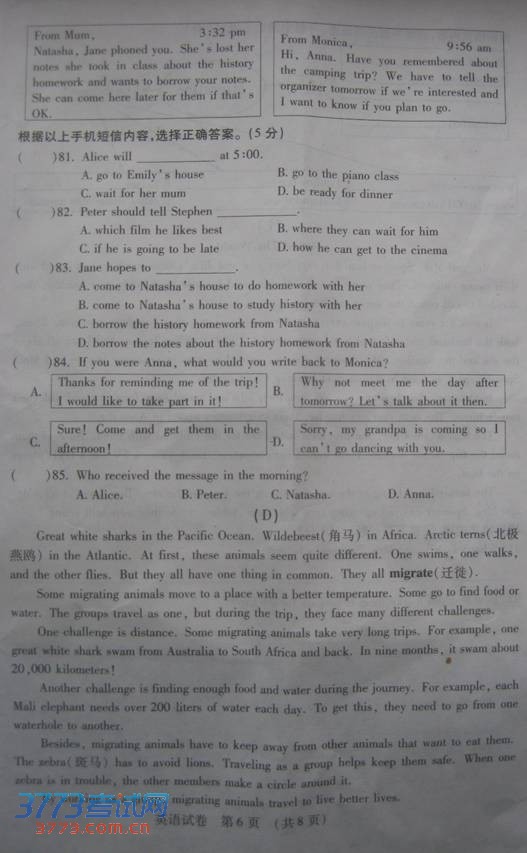 From Mum, 3:32 pm
Natasha, Jane phoned you. She's lost her
notes she took in class about the history
homework and wants to borrow your notes.
She can come here later for them if that's
OK.
From Monica, 9:56 am
Hi, Anna. Have you remembered about
the camping trip? We have to tell the
organizer tomorrow if we're interested and
I want to know if you plan to go.
根据以上手机短信内容,选择正确答案。(5分)
( )81. Alice will __________ at 5:00.
A. go to Emily's house B. go to the piano class
C. wait for her mum D. be ready for dinner
( )82. Peter should tell Stephen __________.
A. which film he likes best B. where they can wait for him
C. if he is going to be late D. how he can get to the cinema
( )83. Jane hopes to __________.
A. come to Natasha's house to do homework with her
B. come to Natasha's house to study history with her
C. borrow the history homework from Natasha
D. borrow the notes about the history homework from Natasha
( )84. If you were Anna, what would you write back to Monica?
A. Thanks for reminding me of the trip!
I would like to take part in it!
B. Why not meet me the day after
tomorrow? Let's talk about it then.
C. Sure! Come and get them in the
afternoon!
D. Sorry, my grandpa is coming so I
can't go dancing with you.
( )85. Who received the message in the morning?
A. Alice. B. Peter. C. Natasha. D. Anna.
(D)
Great white sharks in the Pacific Ocean. Wildebeest(角马) in Africa. Arctic terns(北极
燕鸥) in the Atlantic. At first, these animals seem quite different. One swims, one walks,
and the other flies. But they all have one thing in common. They all migrate(迁徙).
Some migrating animals move to a place with a better temperature. Some go to find food or
water. The groups travel as one, but during the trip, they face many different challenges.
One challenge is distance. Some migrating animals take very long trips. For example, one
great white shark swam from Australia to South Africa and back. In nine months, it swam about
20,000 kilometers!
Another challenge is finding enough food and water during the journey. For example, each
Mali elephant needs over 200 liters of water each day. To get this, they need to go from one
waterhole to another.
Besides, migrating animals have to keep away from other animals that want to eat them.
The zebra(斑马) has to avoid lions. Traveling as a group helps keep them safe. When one
zebra is in trouble, the other members make a circle around it.
migrating animals travel to live better lives.
3773考试网
3773.com.cn
英语试卷 第6页 (共8页)